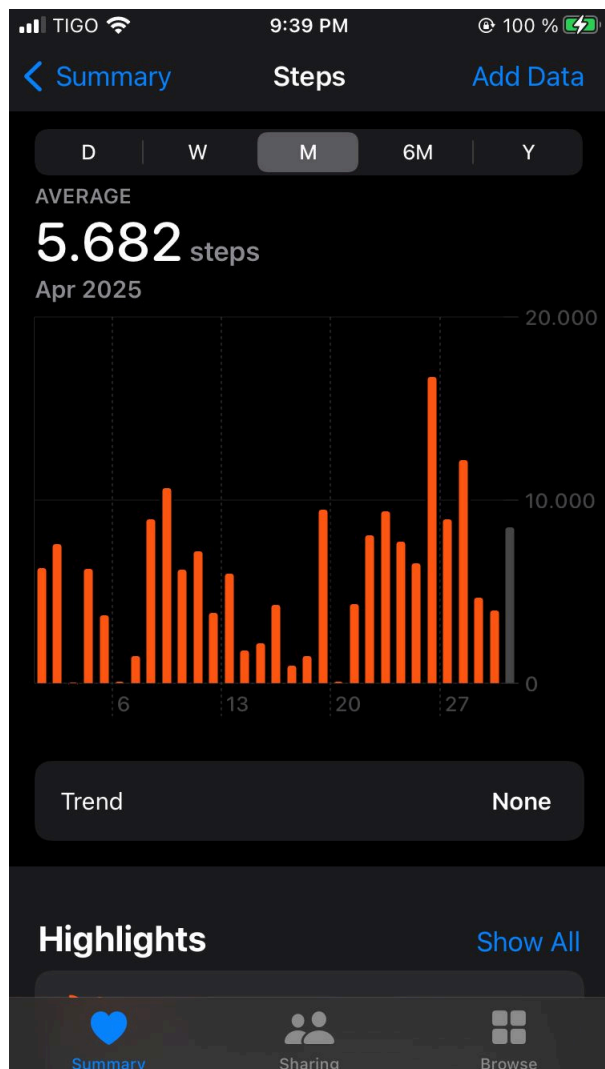 TIGO 9:39 PM 100 %
Summary Steps Add Data
D W M 6M Y
AVERAGE
5.682 steps
Apr 2025
20.000
10.000
0
6 13 20 27
Trend None
Highlights Show All
Summary Sharing Browse